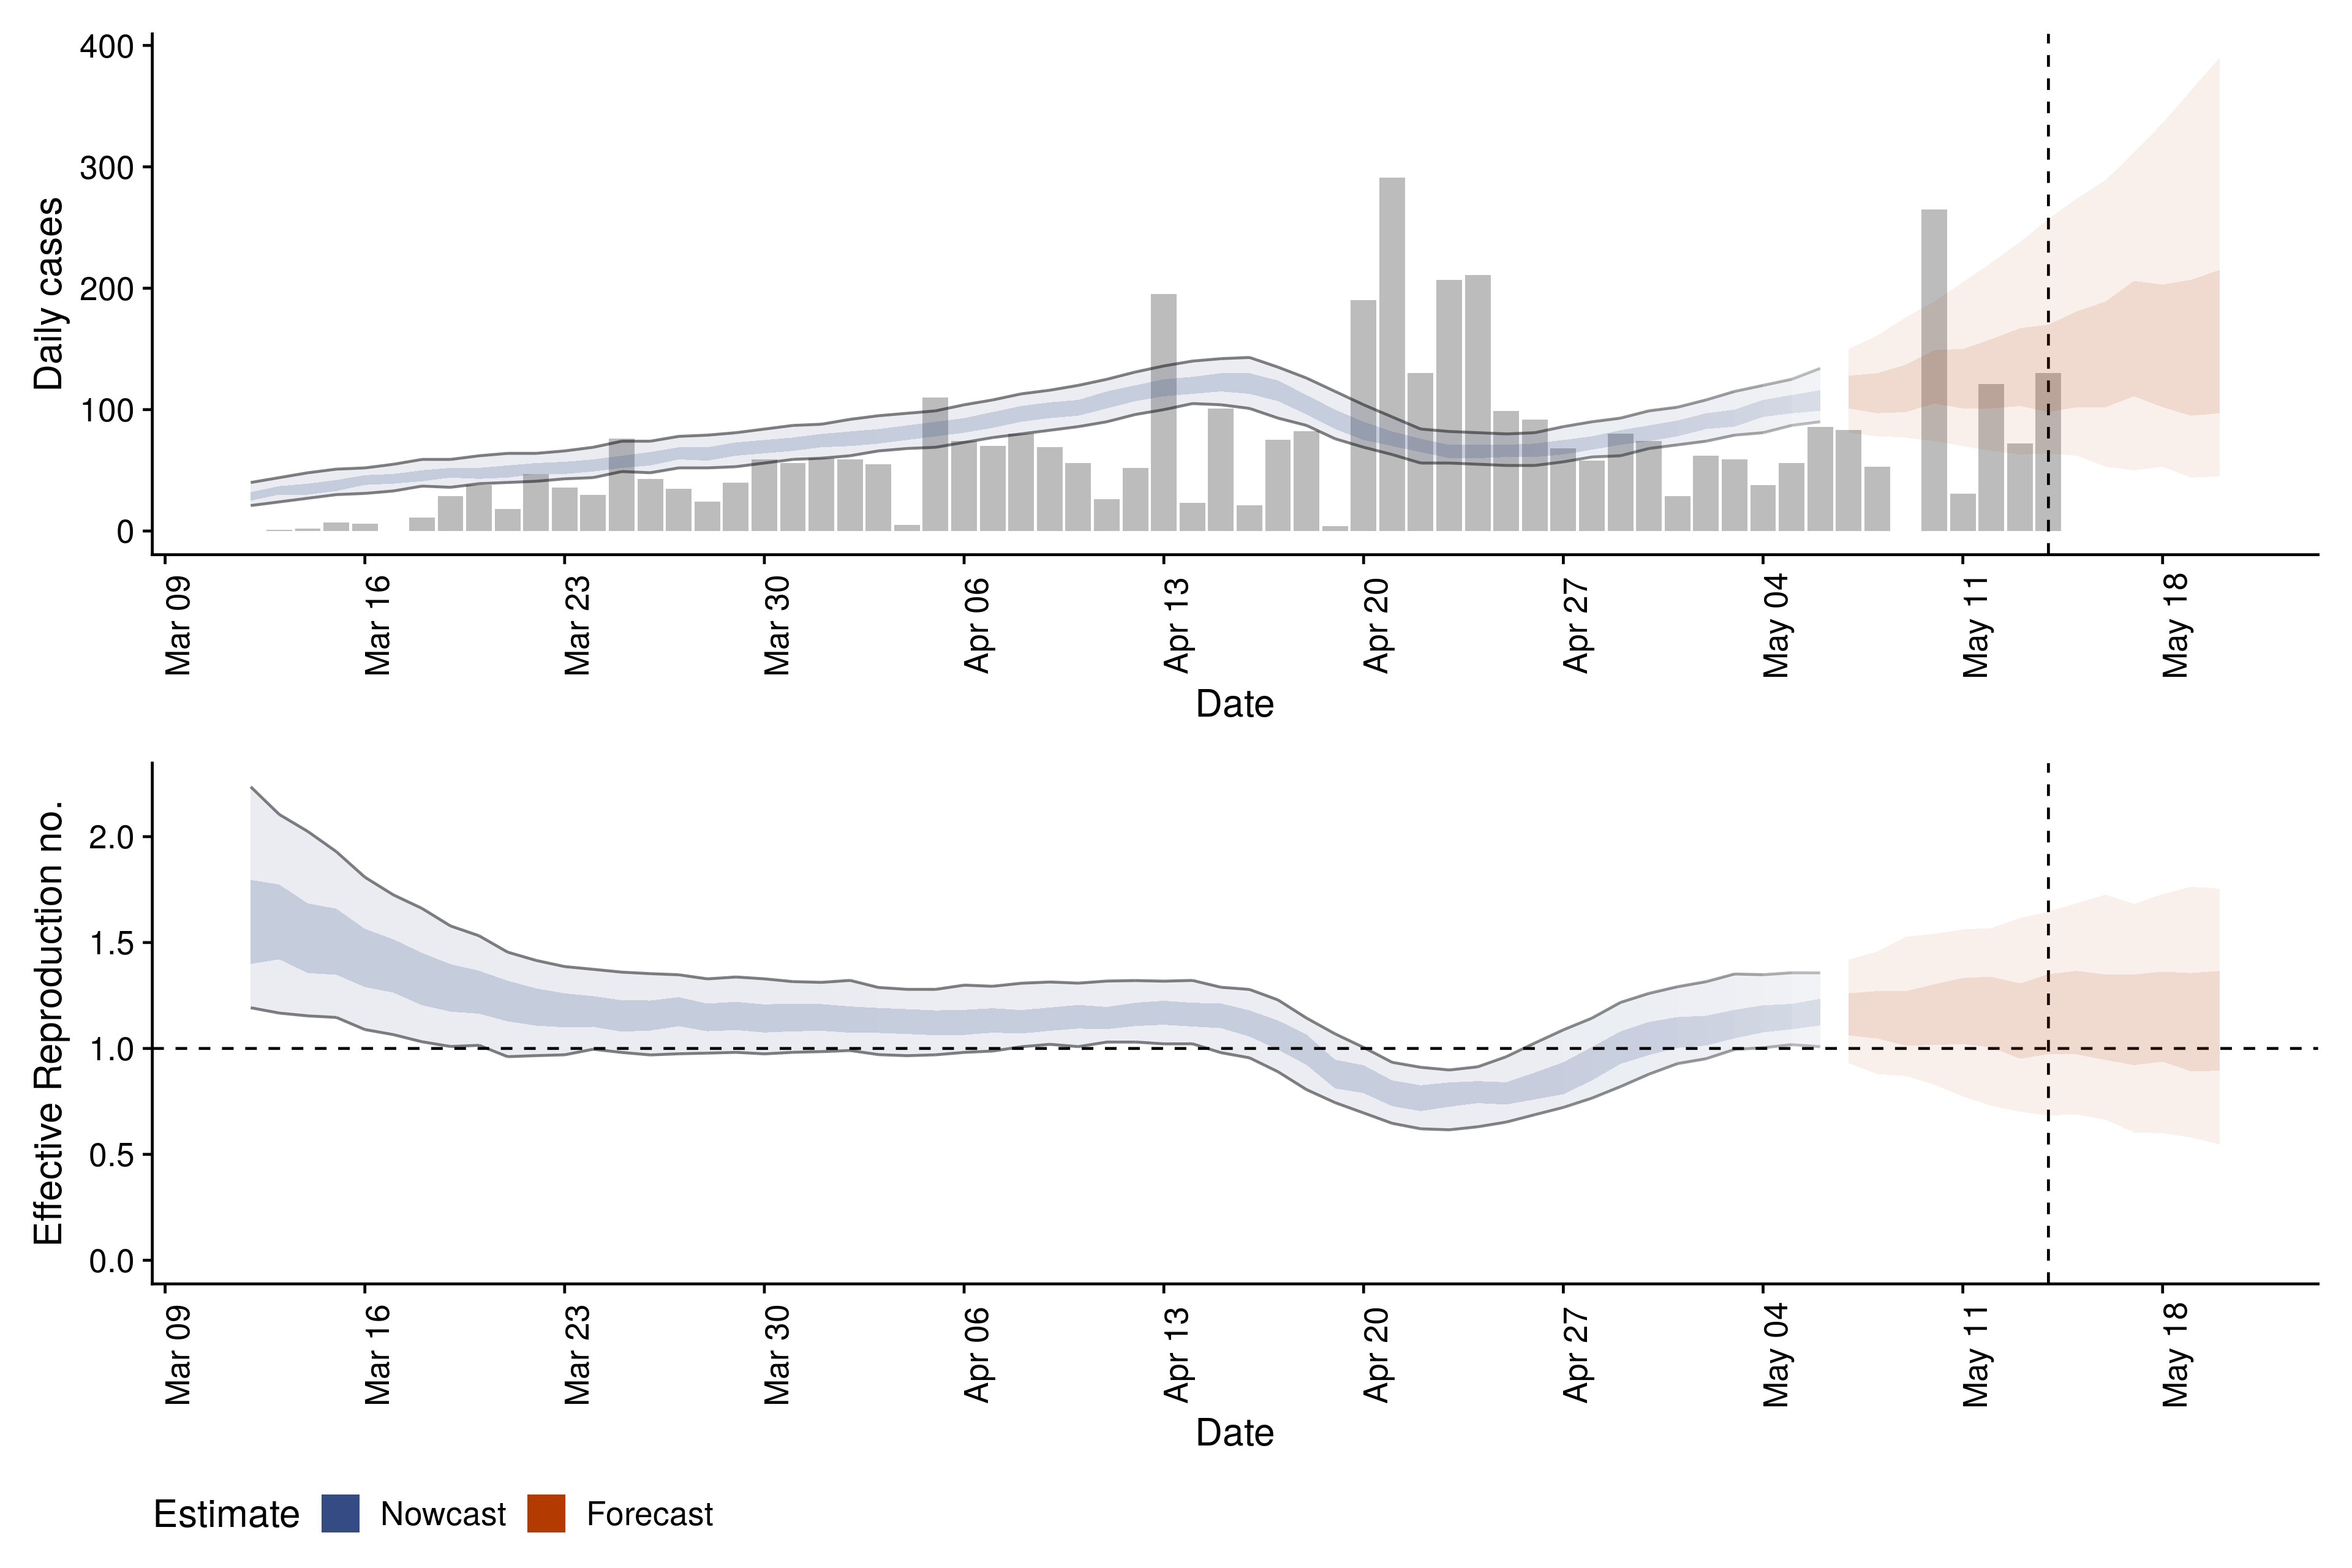 400
300
200
100
0
Daily cases
Mar 09 Mar 16 Mar 23 Mar 30 Apr 06 Apr 13 Apr 20 Apr 27 May 04 May 11 May 18
Date
2.0
1.5
1.0
0.5
0.0
Effective Reproduction no.
Mar 09 Mar 16 Mar 23 Mar 30 Apr 06 Apr 13 Apr 20 Apr 27 May 04 May 11 May 18
Date
Estimate Nowcast Forecast